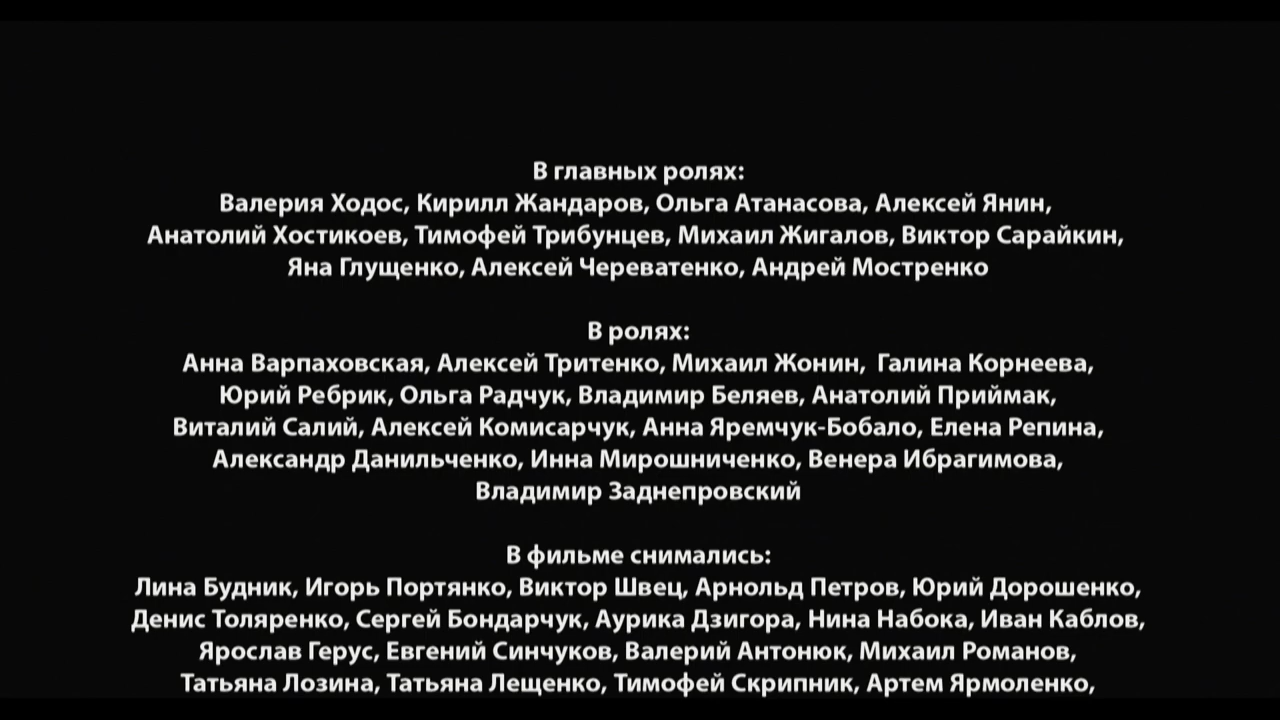 В главных ролях:
Валерия Ходос, Кирилл Жандаров, Ольга Атанасова, Алексей Янин,
Анатолий Хостикоев, Тимофей Трибунцев, Михаил Жигалов, Виктор Сарайкин,
Яна Глущенко, Алексей Череватенко, Андрей Мостренко
В ролях:
Анна Варпаховская, Алексей Тритенко, Михаил Жонин, Галина Корнеева,
Юрий Ребрик, Ольга Радчук, Владимир Беляев, Анатолий Приймак,
Виталий Салий, Алексей Комисарчук, Анна Яремчук-Бобало, Елена Репина,
Александр Данильченко, Инна Мирошниченко, Венера Ибрагимова,
Владимир Заднепровский
В фильме снимались:
Лина Будник, Игорь Портянко, Виктор Швец, Арнольд Петров, Юрий Дорошенко,
Денис Толяренко, Сергей Бондарчук, Аурика Дзигора, Нина Набока, Иван Каблов,
Ярослав Герус, Евгений Синчуков, Валерий Антонюк, Михаил Романов,
Татьяна Лозина, Татьяна Лещенко, Тимофей Скрипник, Артем Ярмоленко,